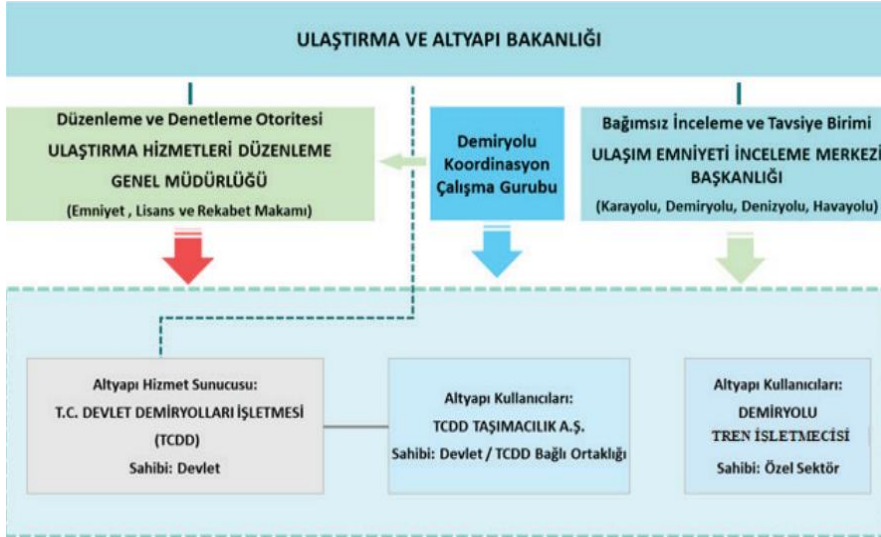 ULAŞTIRMA VE ALTYAPI BAKANLIĞI
Düzenleme ve Denetleme Otoritesi
ULAŞTIRMA HİZMETLERİ DÜZENLEME
GENEL MÜDÜRLÜĞÜ
(Emniyet , Lisans ve Rekabet Makamı)
Demiryolu
Koordinasyon
Çalışma Gurubu
Bağımsız İnceleme ve Tavsiye Birimi
ULAŞIM EMNİYETİ İNCELEME MERKEZİ
BAŞKANLIĞI
(Karayolu, Demiryolu, Denizyolu, Havayolu)
Altyapı Hizmet Sunucusu:
T.C. DEVLET DEMİRYOLLARI İŞLETMESİ
(TCDD)
Sahibi: Devlet
Altyapı Kullanıcıları:
TCDD TAŞIMACILIK A.Ş.
Sahibi: Devlet / TCDD Bağlı Ortaklığı
Altyapı Kullanıcıları:
DEMİRYOLU
TREN İŞLETMECİSİ
Sahibi: Özel Sektör